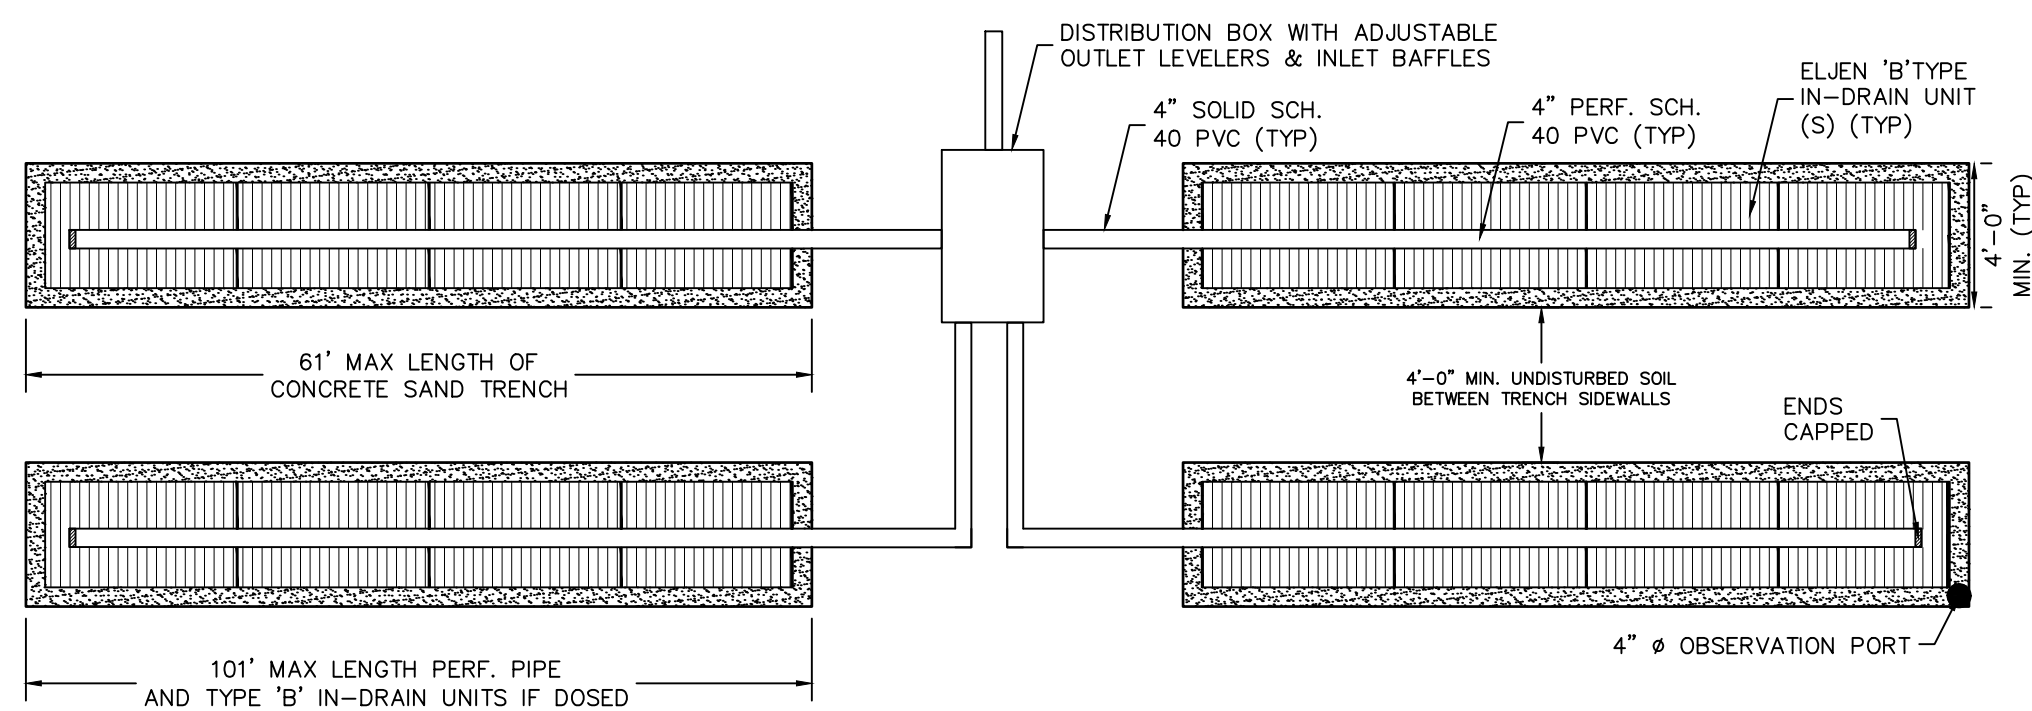 DISTRIBUTION BOX WITH ADJUSTABLE
OUTLET LEVELERS & INLET BAFFLES
4" SOLID SCH.
40 PVC (TYP)
4" PERF. SCH.
40 PVC (TYP)
ELJEN 'B'TYPE
IN-DRAIN UNIT
(S) (TYP)
4'-0"
MIN. (TYP)
61' MAX LENGTH OF
CONCRETE SAND TRENCH
4'-0" MIN. UNDISTURBED SOIL
BETWEEN TRENCH SIDEWALLS
ENDS
CAPPED
4" ø OBSERVATION PORT
101' MAX LENGTH PERF. PIPE
AND TYPE 'B' IN-DRAIN UNITS IF DOSED